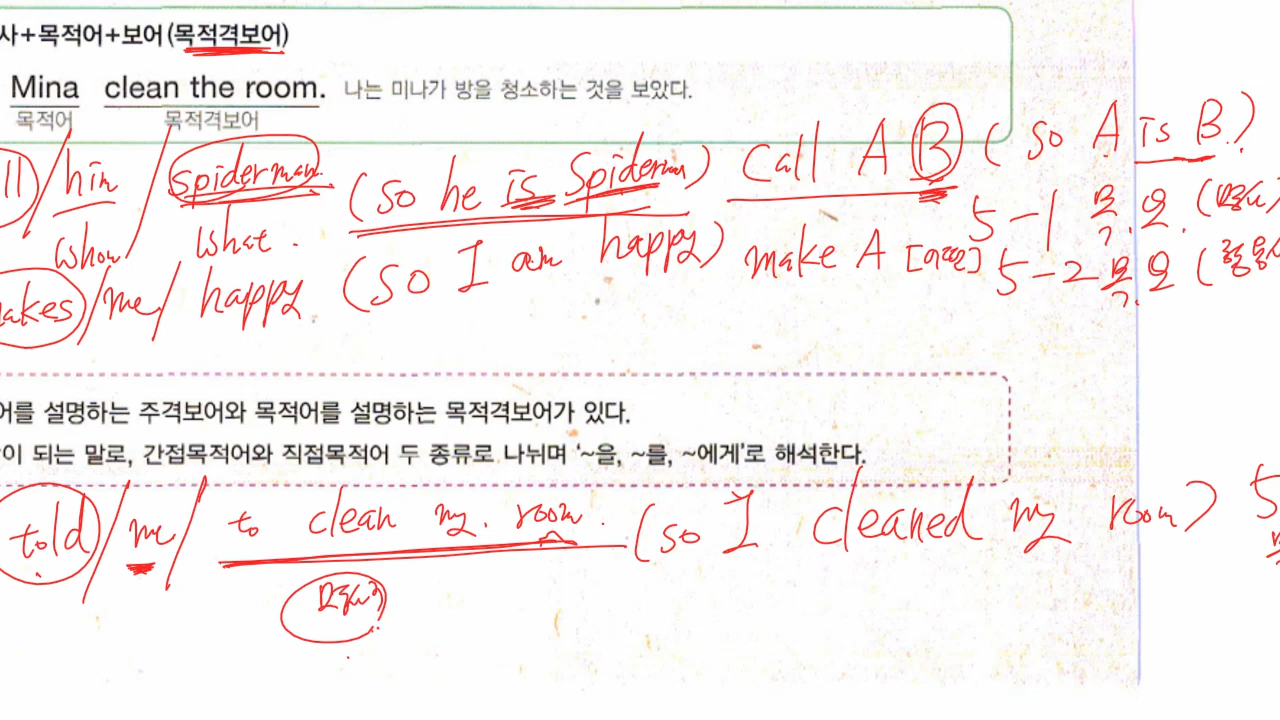 사+목적어+보어(목적격보어)
Mina clean the room. 나는 미나가 방을 청소하는 것을 보았다.
목적어 목적격보어
ll / him / spiderman. (so he is spiderman) call A B (so A is B.)
whom what. 5-1 목.보. (명사)
makes / me / happy (so I am happy) make A 5-2 목.보 (형용사
어를 설명하는 주격보어와 목적어를 설명하는 목적격보어가 있다.
이 되는 말로, 간접목적어와 직접목적어 두 종류로 나뉘며 '~을, ~를, ~에게'로 해석한다.
told / me / to clean my room. (so I cleaned my room) 5